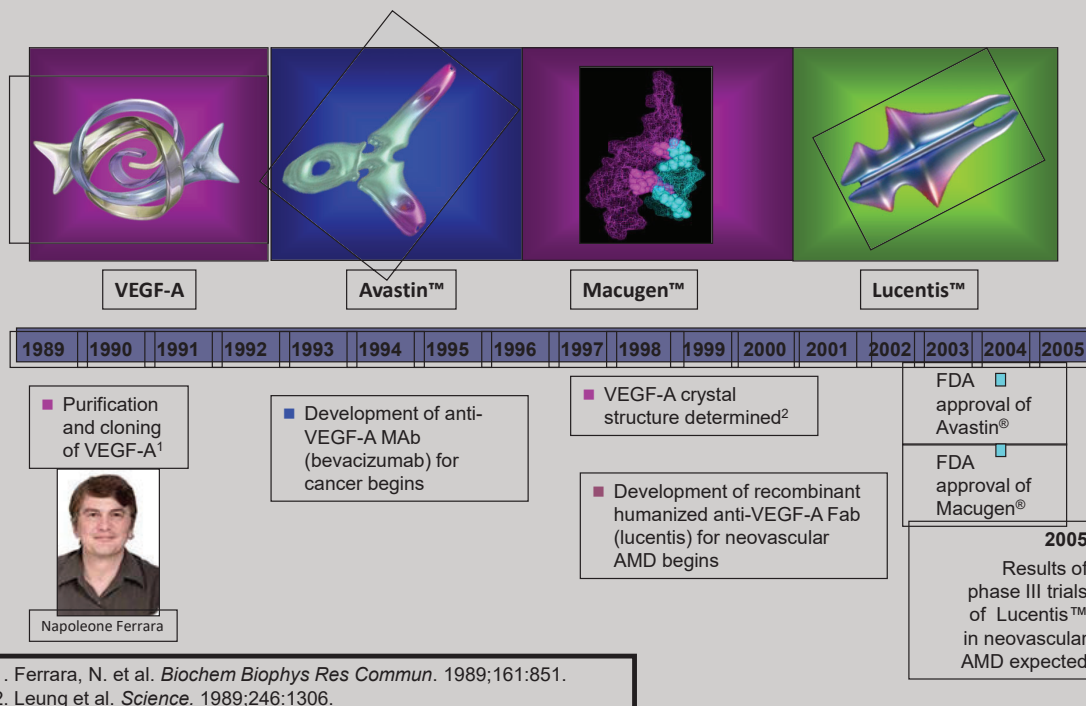 VEGF-A
Avastin™
Macugen™
Lucentis™
1989 1990 1991 1992 1993 1994 1995 1996 1997 1998 1999 2000 2001 2002 2003 2004 2005
Purification
and cloning
of VEGF-A¹
Napoleone Ferrara
Development of anti-
VEGF-A MAb
(bevacizumab) for
cancer begins
VEGF-A crystal
structure determined²
Development of recombinant
humanized anti-VEGF-A Fab
(lucentis) for neovascular
AMD begins
FDA
approval of
Avastin®
FDA
approval of
Macugen®
2005
Results of
phase III trials
of Lucentis™
in neovascular
AMD expected
. Ferrara, N. et al. Biochem Biophys Res Commun. 1989;161:851.
2. Leung et al. Science. 1989;246:1306.